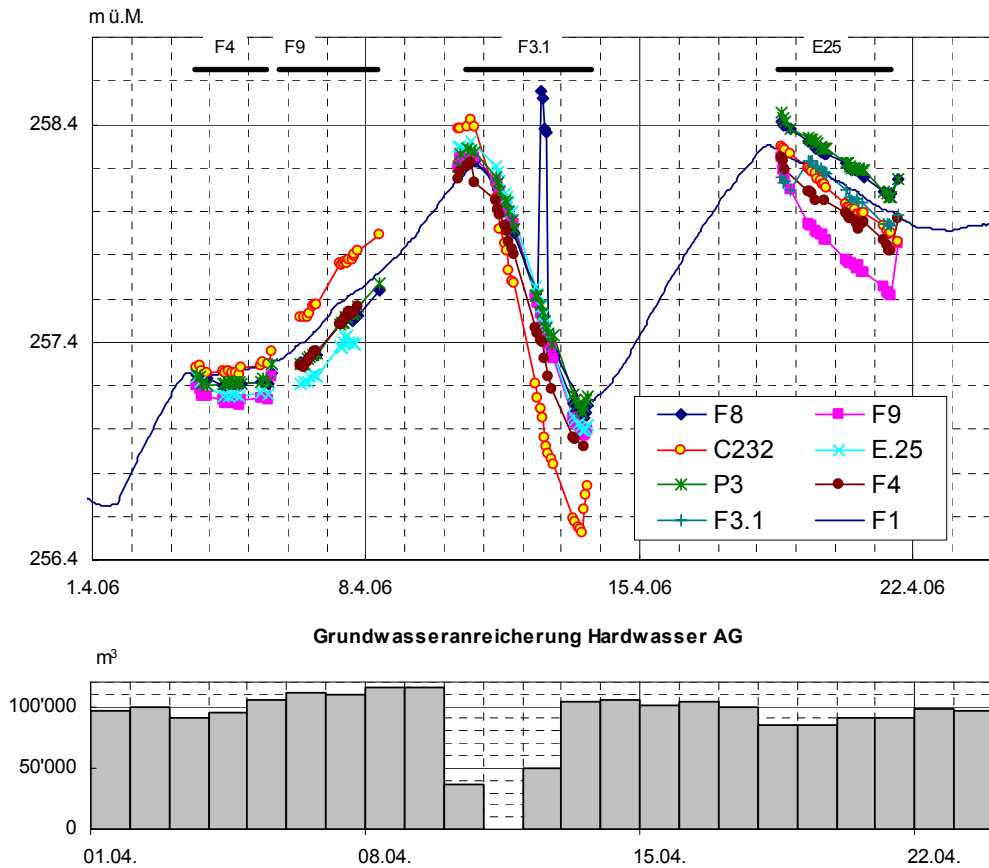 m ü.M.
F4 F9 F3.1 E25
258.4
257.4
256.4
F8 F9
C232 E.25
P3 F4
F3.1 F1
1.4.06 8.4.06 15.4.06 22.4.06
Grundwasseranreicherung Hardwasser AG
m³
100'000
50'000
0
01.04. 08.04. 15.04. 22.04.